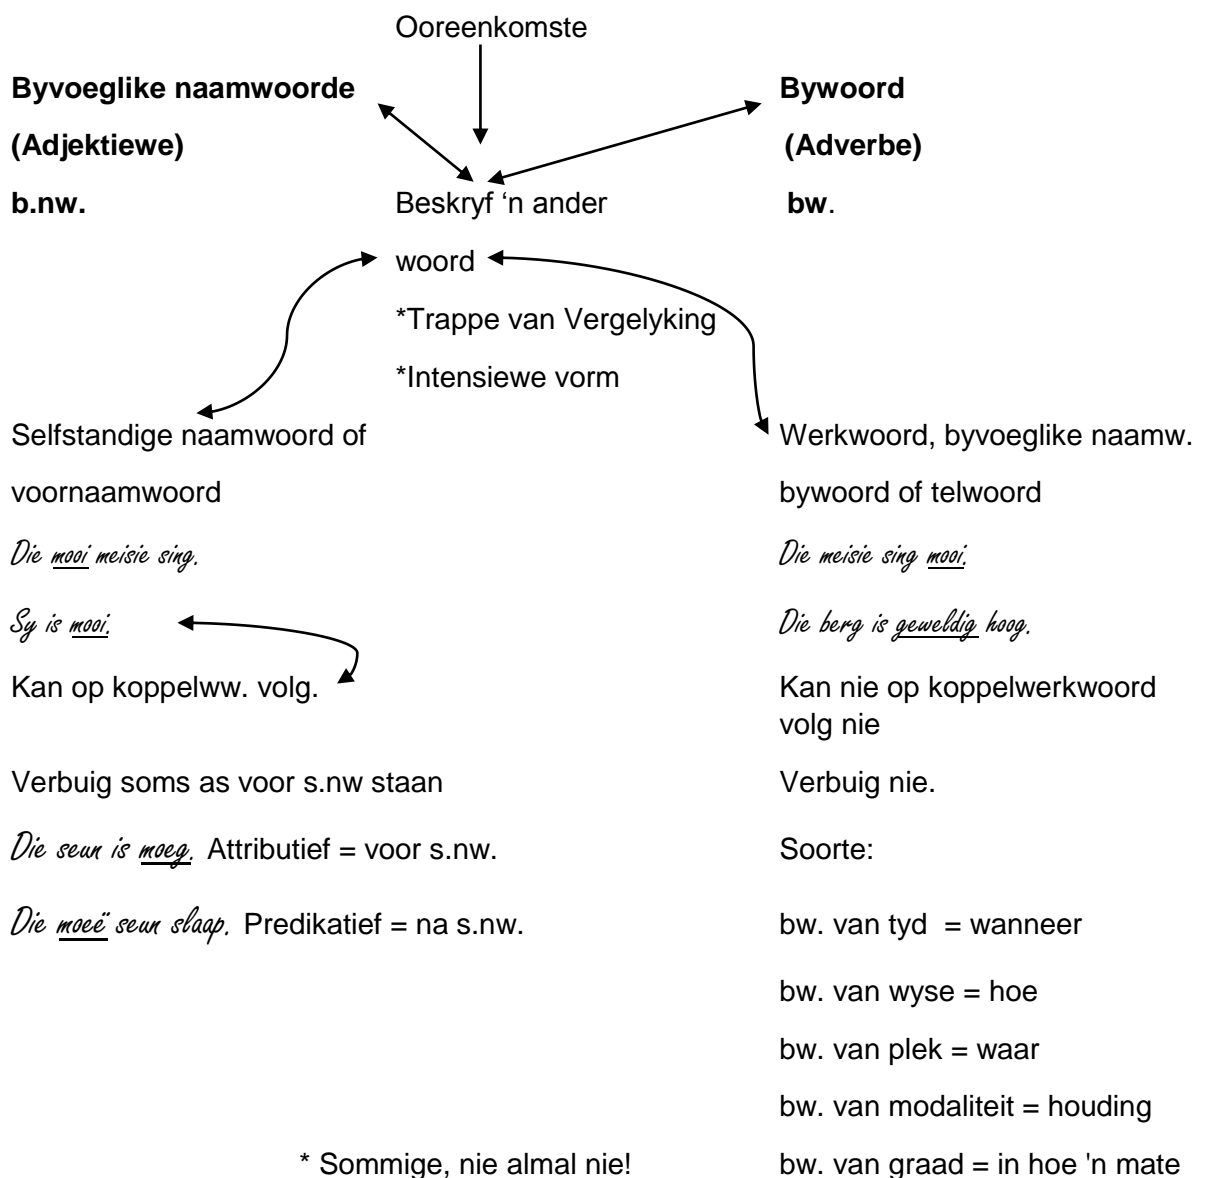 Ooreenkomste
Byvoeglike naamwoorde
Bywoord
(Adjektiewe)
(Adverbe)
b.nw.
Beskryf ‘n ander
bw.
woord
*Trappe van Vergelyking
*Intensiewe vorm
Selfstandige naamwoord of
Werkwoord, byvoeglike naamw.
voornaamwoord
bywoord of telwoord
Die mooi meisie sing.
Die meisie sing mooi.
Sy is mooi.
Die berg is geweldig hoog.
Kan op koppelww. volg.
Kan nie op koppelwerkwoord
volg nie
Verbuig soms as voor s.nw staan
Verbuig nie.
Die seun is moeg. Attributief = voor s.nw.
Soorte:
Die moeë seun slaap. Predikatief = na s.nw.
bw. van tyd = wanneer
bw. van wyse = hoe
bw. van plek = waar
bw. van modaliteit = houding
* Sommige, nie almal nie!
bw. van graad = in hoe 'n mate